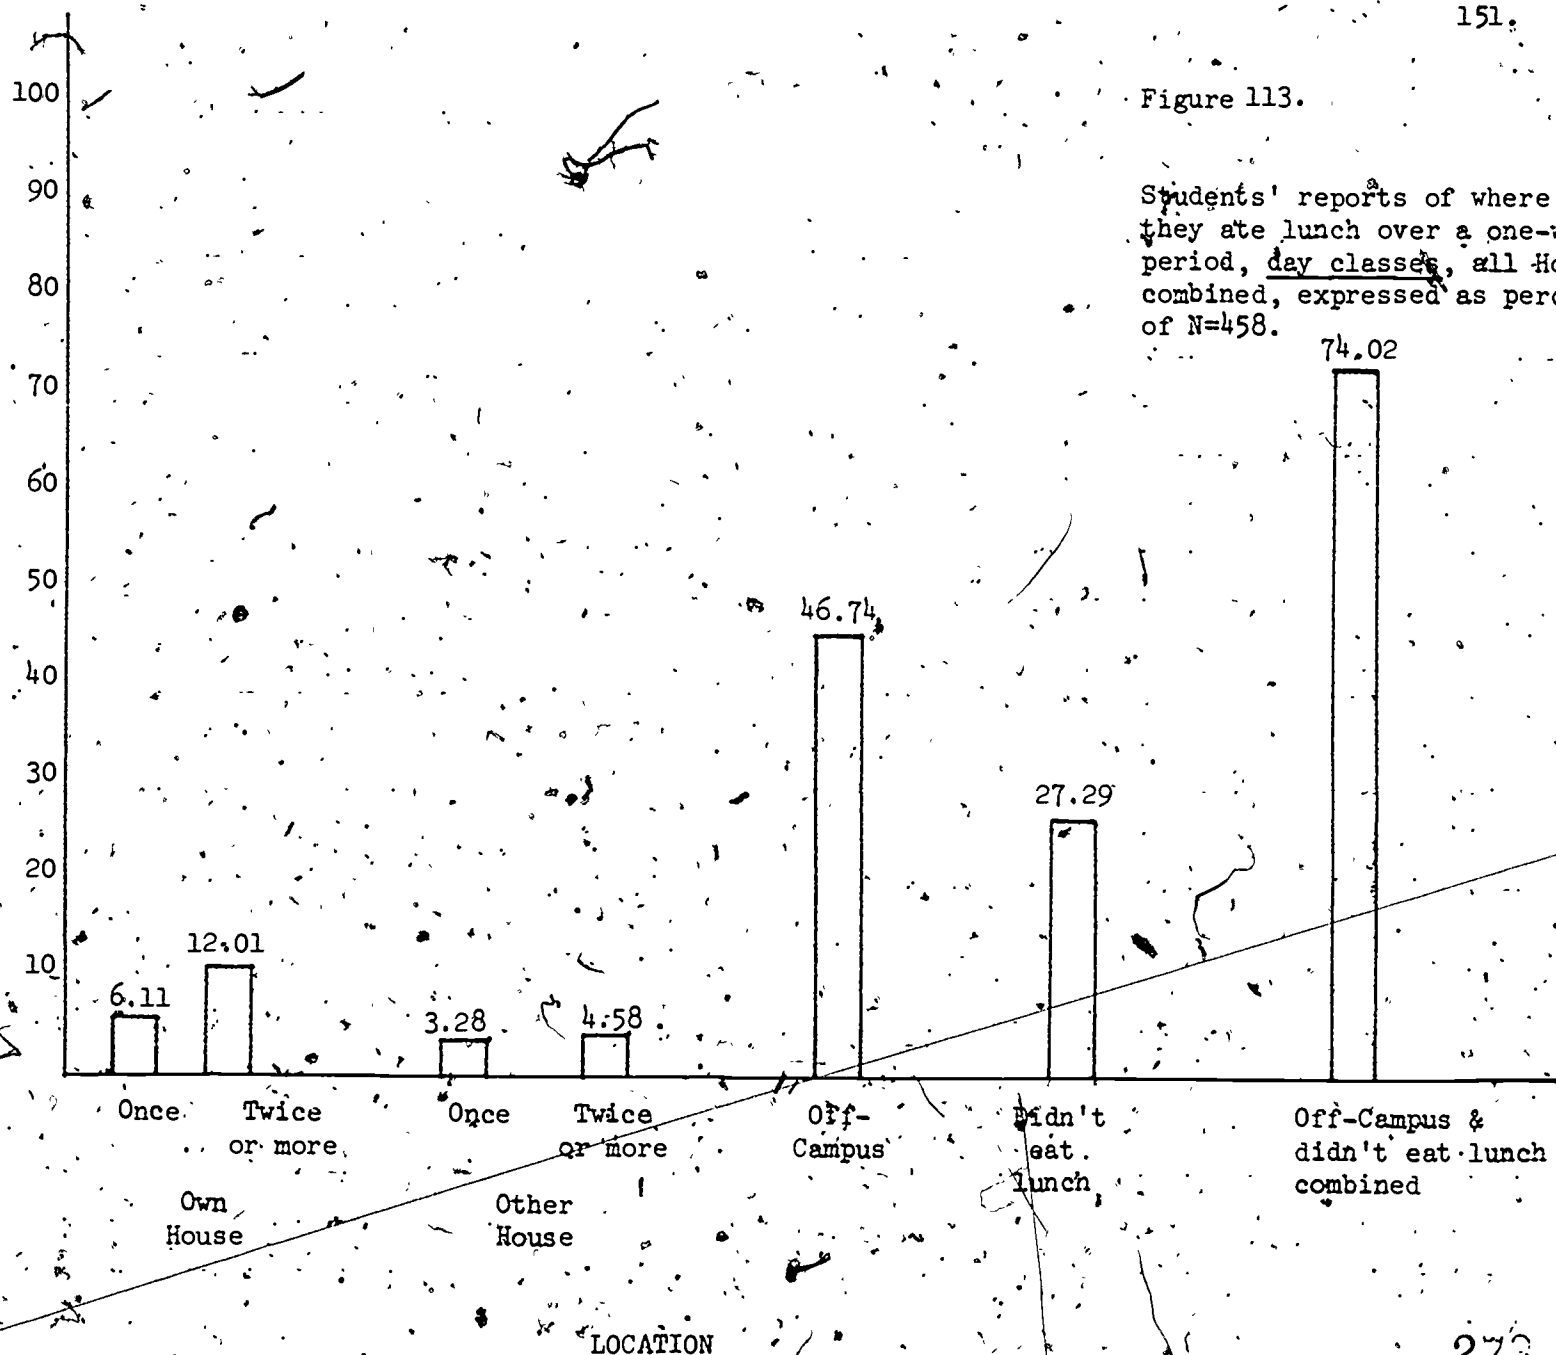 151.
Figure 113.
Students' reports of where
they ate lunch over a one-
period, day classes, all Ho
combined, expressed as perc
of N=458.
100
90
80
70
60
50
40
30
20
10
6.11
12.01
3.28
4.58
46.74
27.29
74.02
Once
Twice
or more
Own
House
Once
Twice
or more
Other
House
Off-
Campus
Didn't
eat
lunch
Off-Campus &
didn't eat lunch
combined
LOCATION